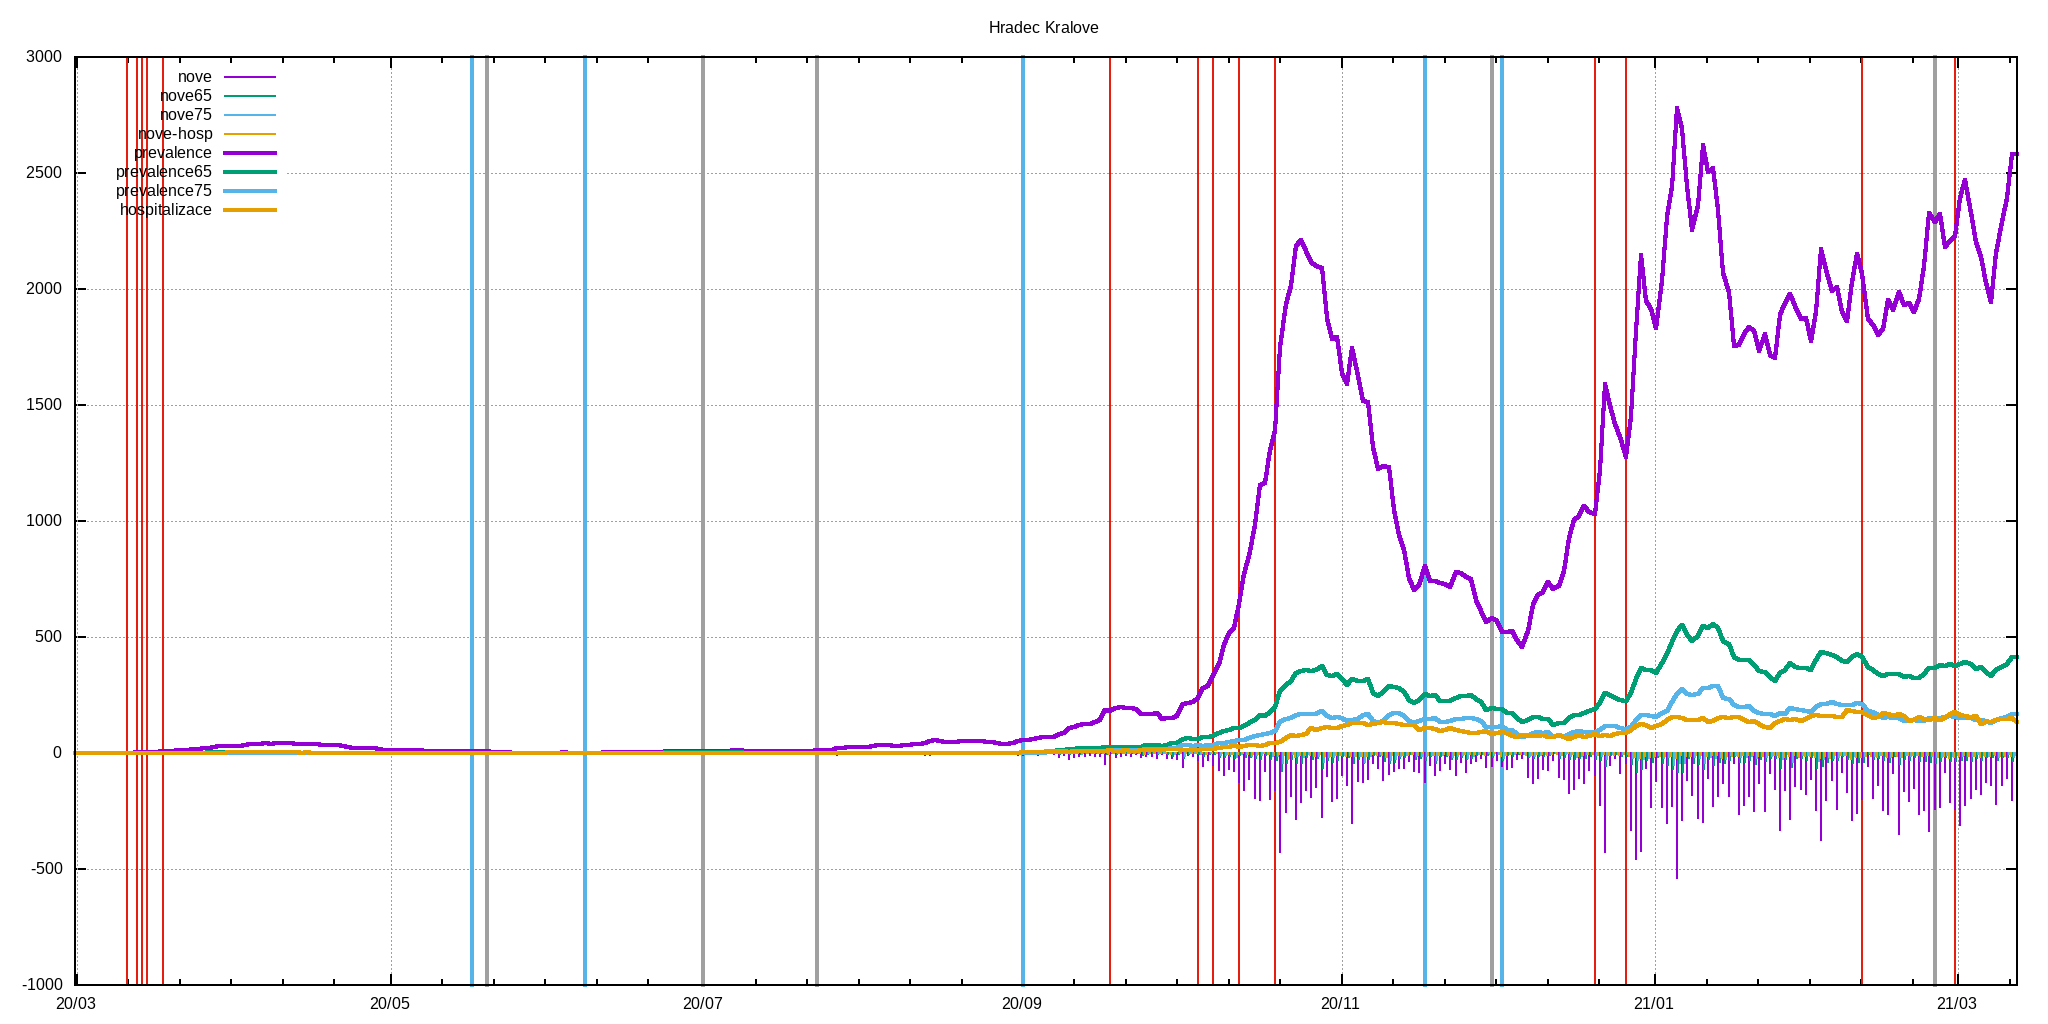 Hradec Kralove
3000
2500
2000
1500
1000
500
0
-500
-1000
nove
nove65
nove75
nove-hosp
prevalence
prevalence65
prevalence75
hospitalizace
20/03 20/05 20/07 20/09 20/11 21/01 21/03